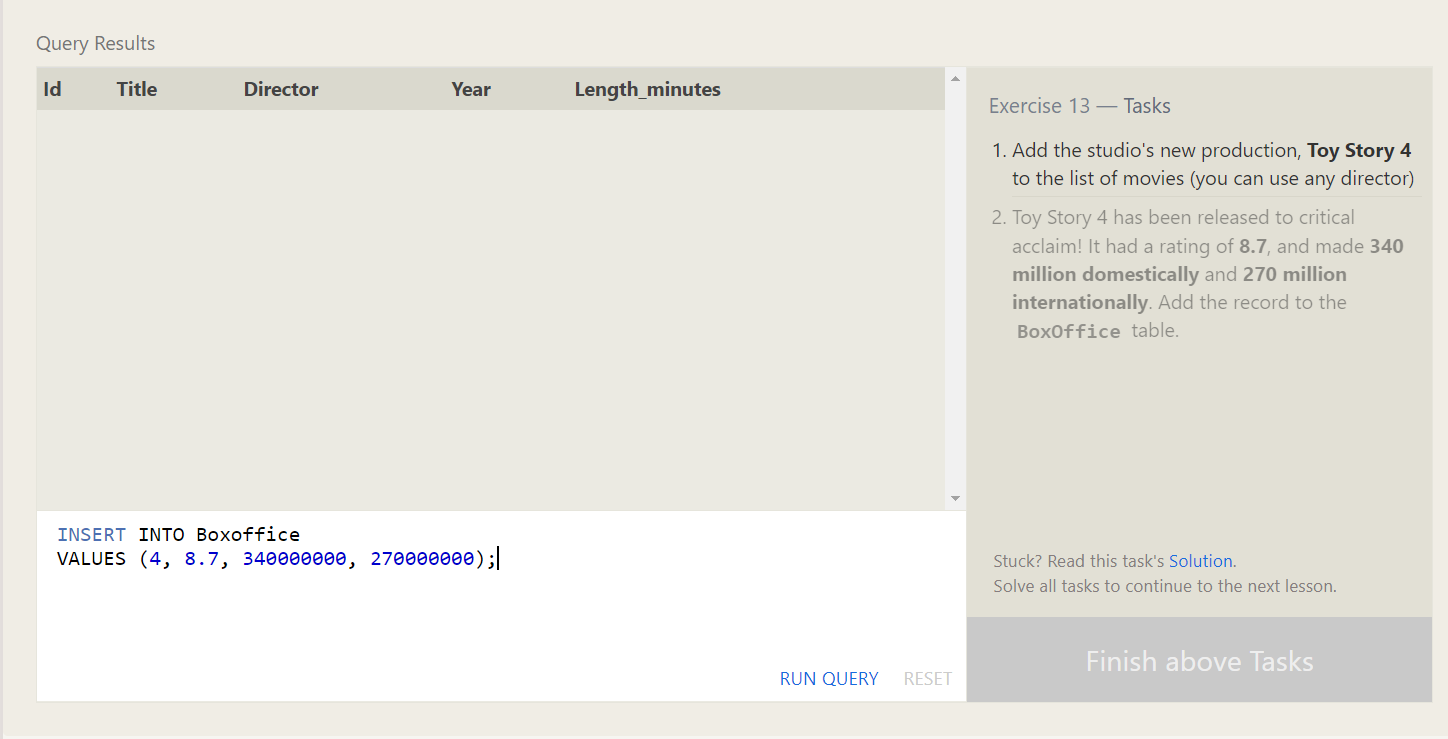 Query Results
Id Title Director Year Length_minutes
INSERT INTO Boxoffice
VALUES (4, 8.7, 340000000, 270000000);
RUN QUERY RESET
Exercise 13 — Tasks
1. Add the studio's new production, Toy Story 4
to the list of movies (you can use any director)
2. Toy Story 4 has been released to critical
acclaim! It had a rating of 8.7, and made 340
million domestically and 270 million
internationally. Add the record to the
BoxOffice table.
Stuck? Read this task's Solution.
Solve all tasks to continue to the next lesson.
Finish above Tasks